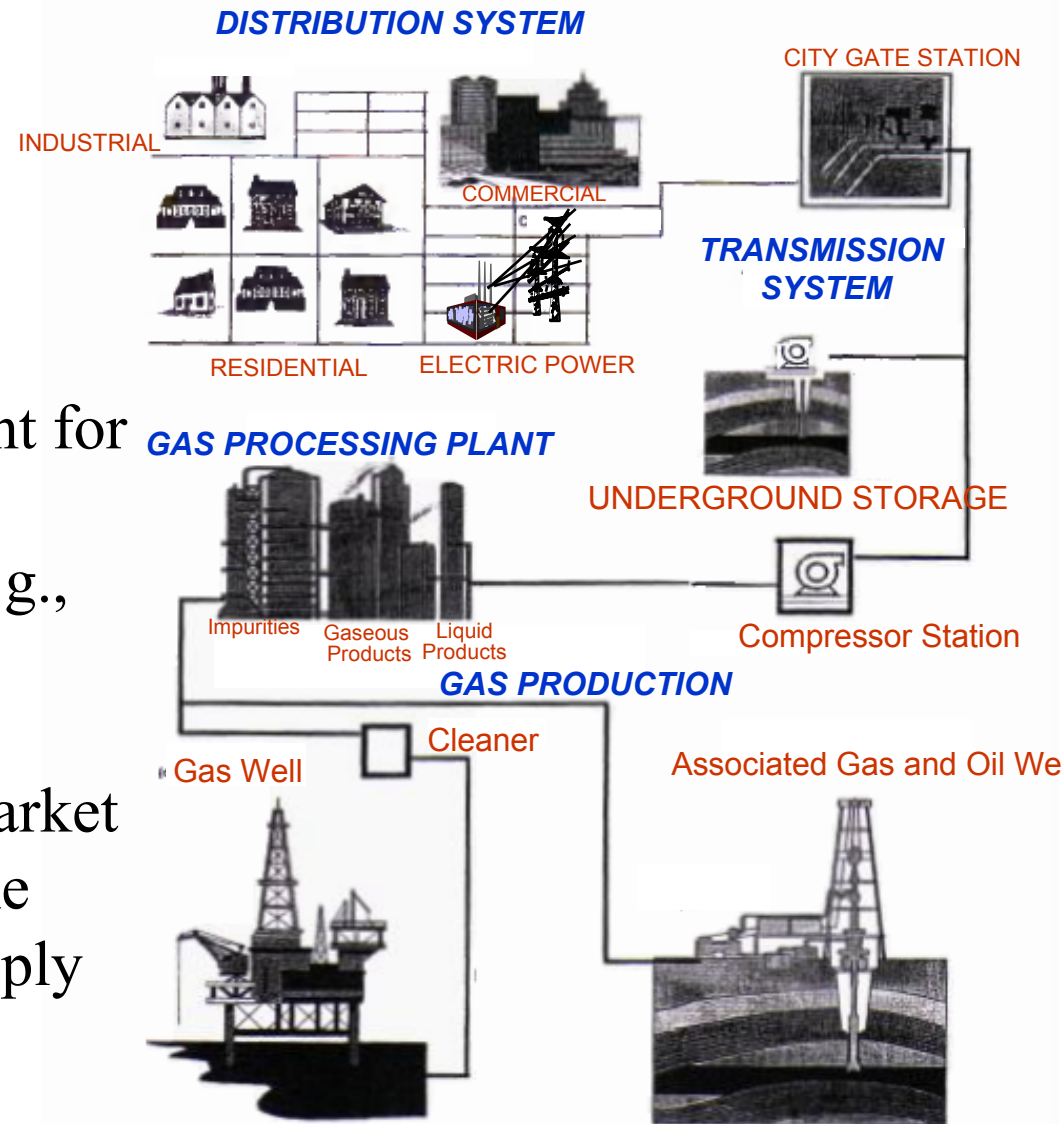 DISTRIBUTION SYSTEM
CITY GATE STATION
INDUSTRIAL
COMMERCIAL
C
TRANSMISSION
SYSTEM
RESIDENTIAL
ELECTRIC POWER
nt for
GAS PROCESSING PLANT
UNDERGROUND STORAGE
g.,
Impurities
Gaseous
Products
Liquid
Products
Compressor Station
GAS PRODUCTION
Cleaner
Gas Well
Associated Gas and Oil We
arket
ply